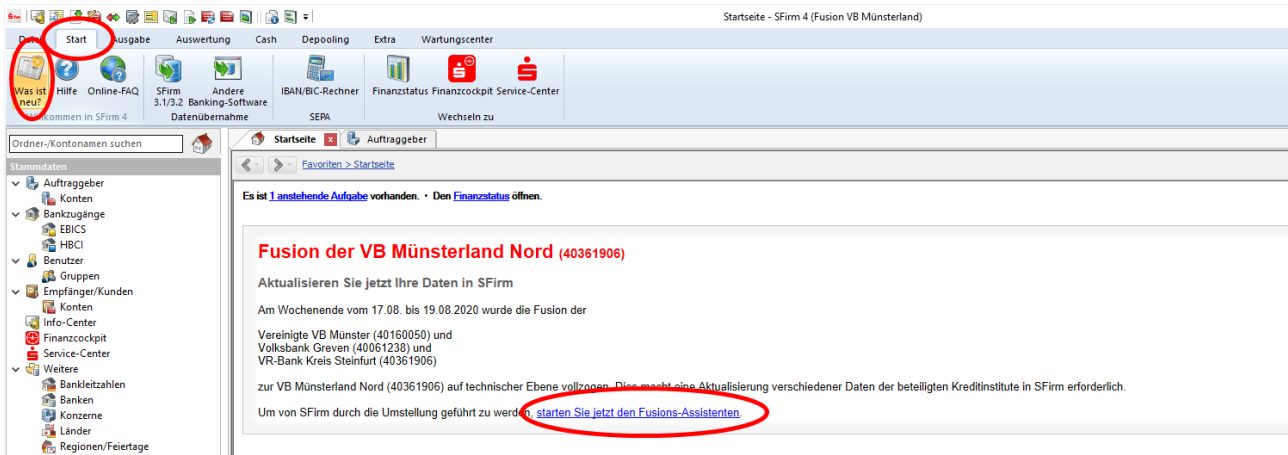 Startseite - SFirm 4 (Fusion VB Münsterland)
Datei Start Ausgabe Auswertung Cash Depooling Extra Wartungscenter
Was ist neu? Hilfe Online-FAQ SFirm 3.1/3.2 Andere Banking-Software IBAN/BIC-Rechner Finanzstatus Finanzcockpit Service-Center
Willkommen in SFirm 4 Datenübernahme SEPA Wechseln zu
Ordner-/Kontonamen suchen
Startseite Auftraggeber
Stammdaten
Favoriten > Startseite
Auftraggeber
Konten
Bankzugänge
EBICS
HBCI
Benutzer
Gruppen
Empfänger/Kunden
Konten
Info-Center
Finanzcockpit
Service-Center
Weitere
Bankleitzahlen
Banken
Konzerne
Länder
Regionen/Feiertage
Es ist 1 anstehende Aufgabe vorhanden. • Den Finanzstatus öffnen.
Fusion der VB Münsterland Nord (40361906)
Aktualisieren Sie jetzt Ihre Daten in SFirm
Am Wochenende vom 17.08. bis 19.08.2020 wurde die Fusion der
Vereinigte VB Münster (40160050) und
Volksbank Greven (40061238) und
VR-Bank Kreis Steinfurt (40361906)
zur VB Münsterland Nord (40361906) auf technischer Ebene vollzogen. Dies macht eine Aktualisierung verschiedener Daten der beteiligten Kreditinstitute in SFirm erforderlich.
Um von SFirm durch die Umstellung geführt zu werden, starten Sie jetzt den Fusions-Assistenten.